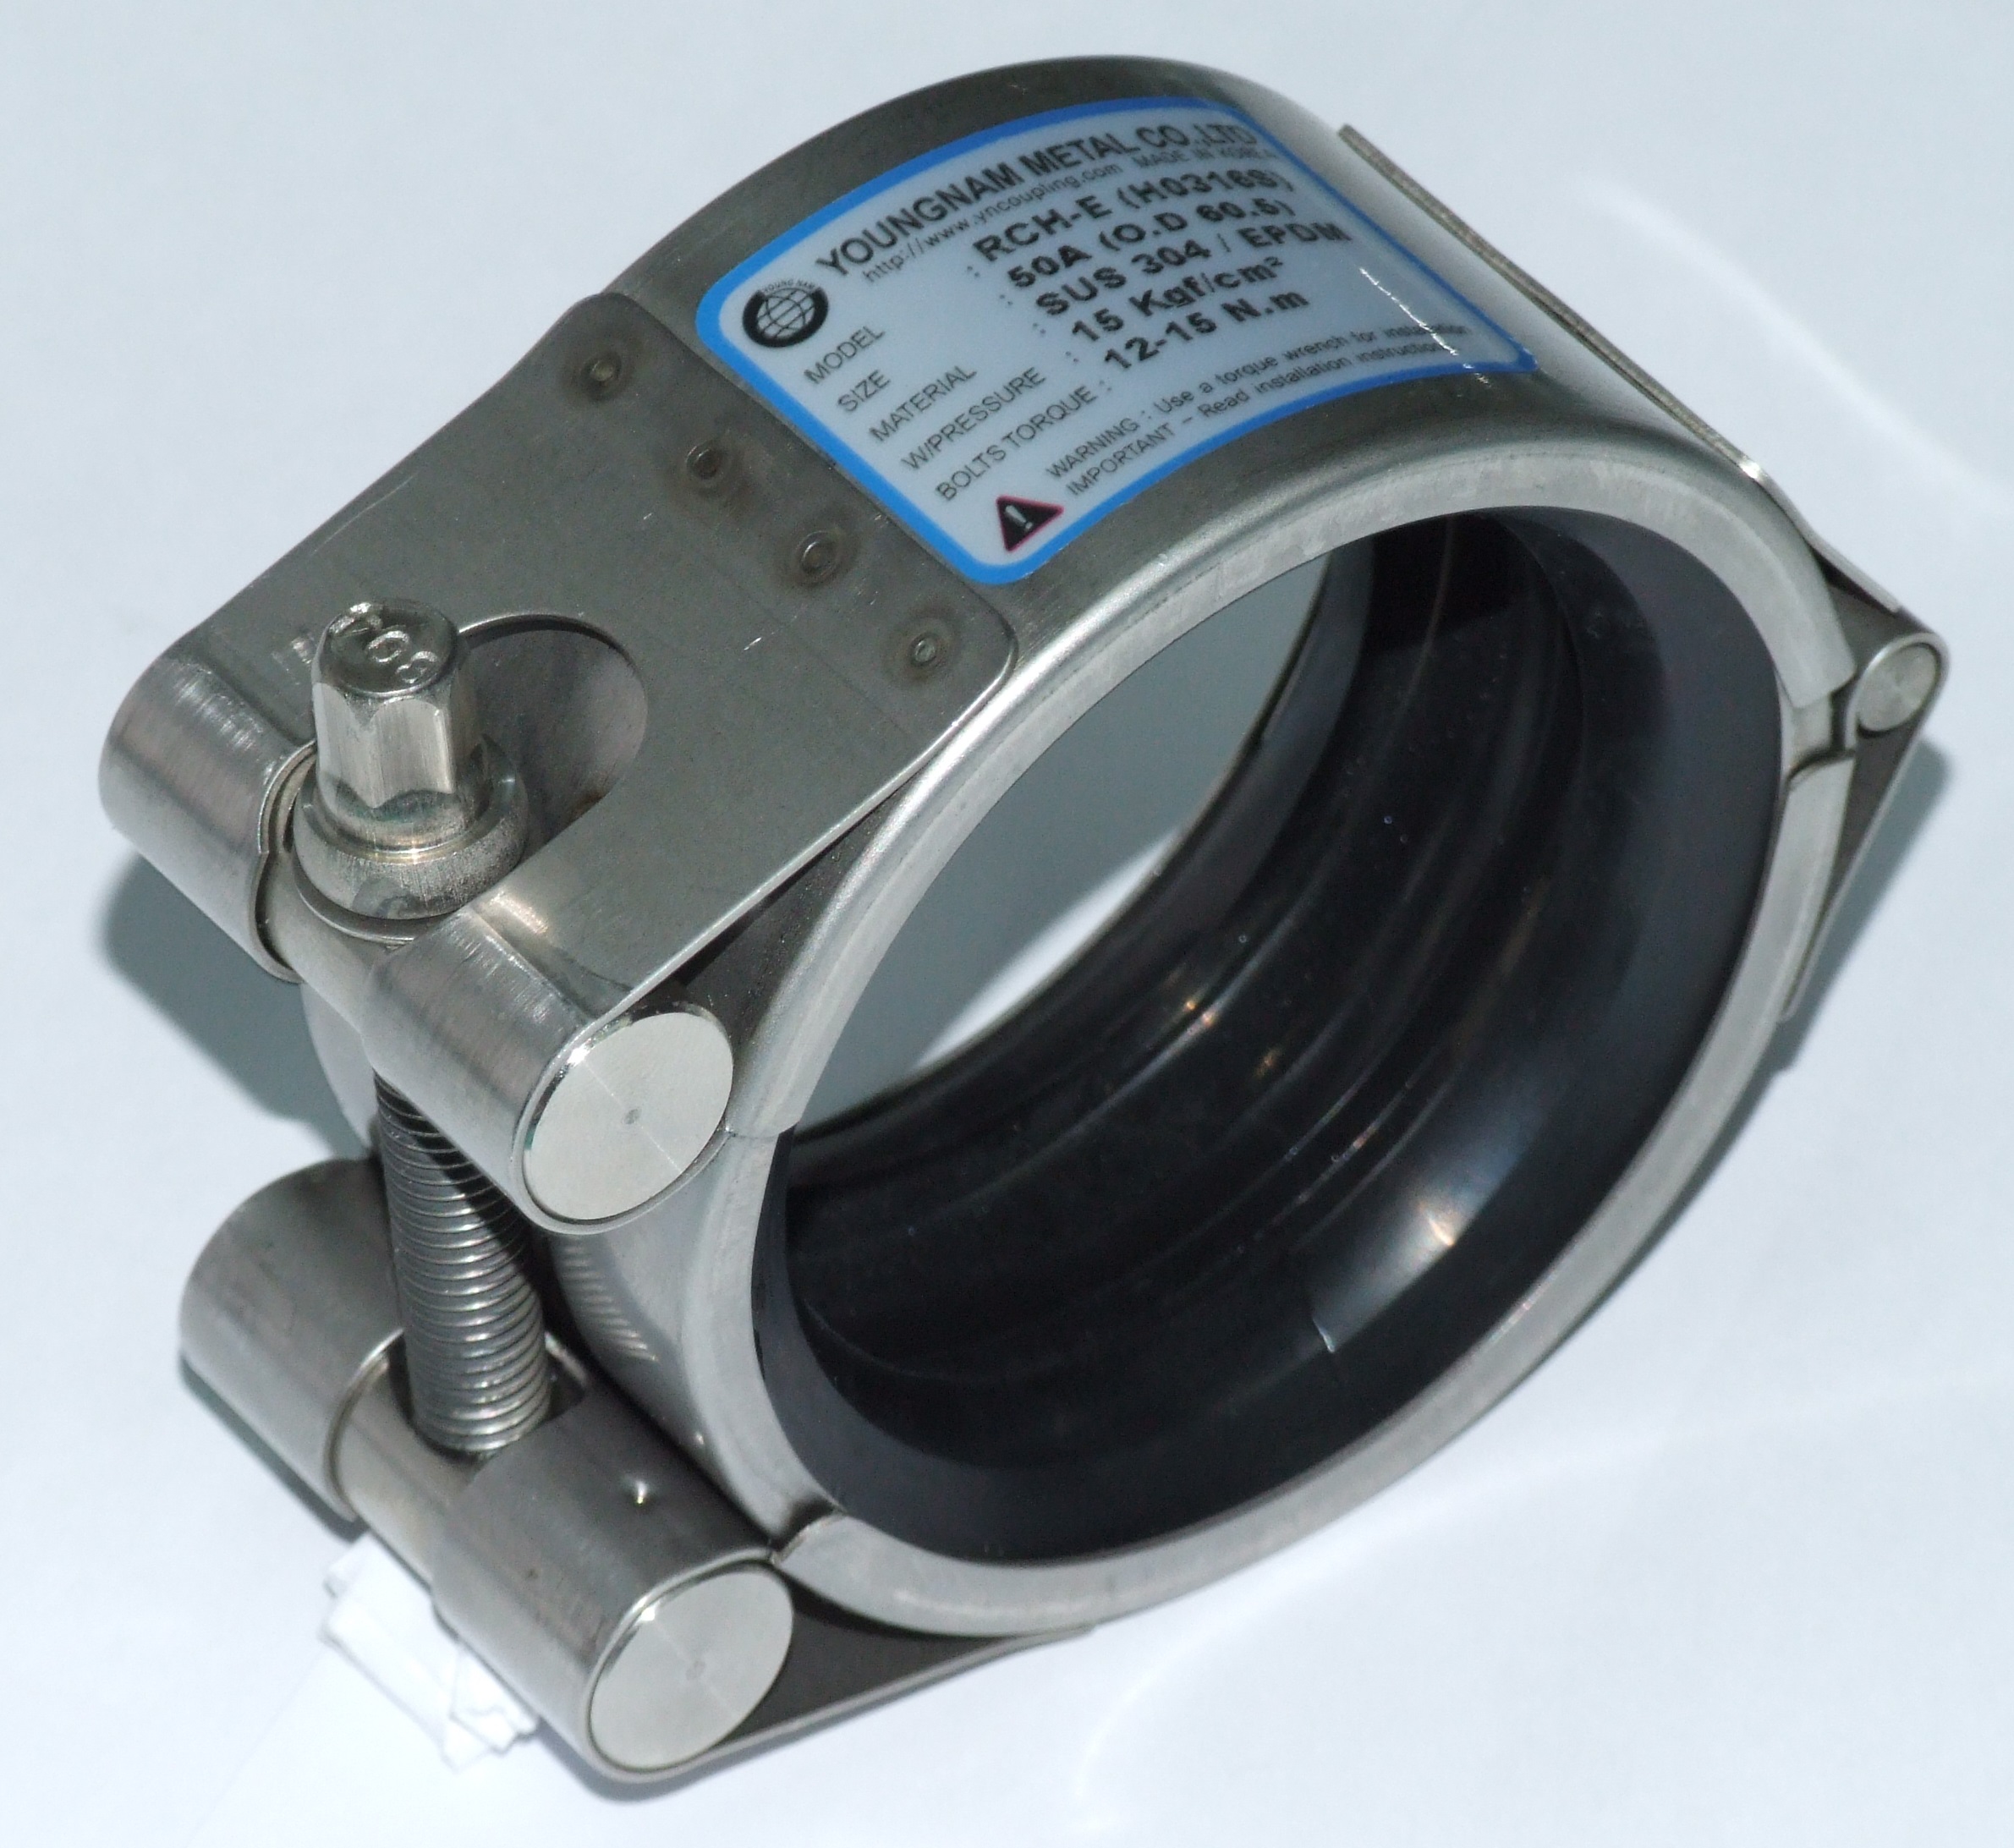 YOUNG NAM
YOUNGNAM METAL CO.,LTD
http://www.yncoupling.com MADE IN KOREA
MODEL : RCH-E (H0316S)
SIZE : 50A (O.D 60.5)
MATERIAL : SUS 304 / EPDM
W/PRESSURE : 15 Kgf/cm²
BOLTS TORQUE : 12-15 N.m
WARNING : Use a torque wrench for installation
IMPORTANT - Read installation instructions